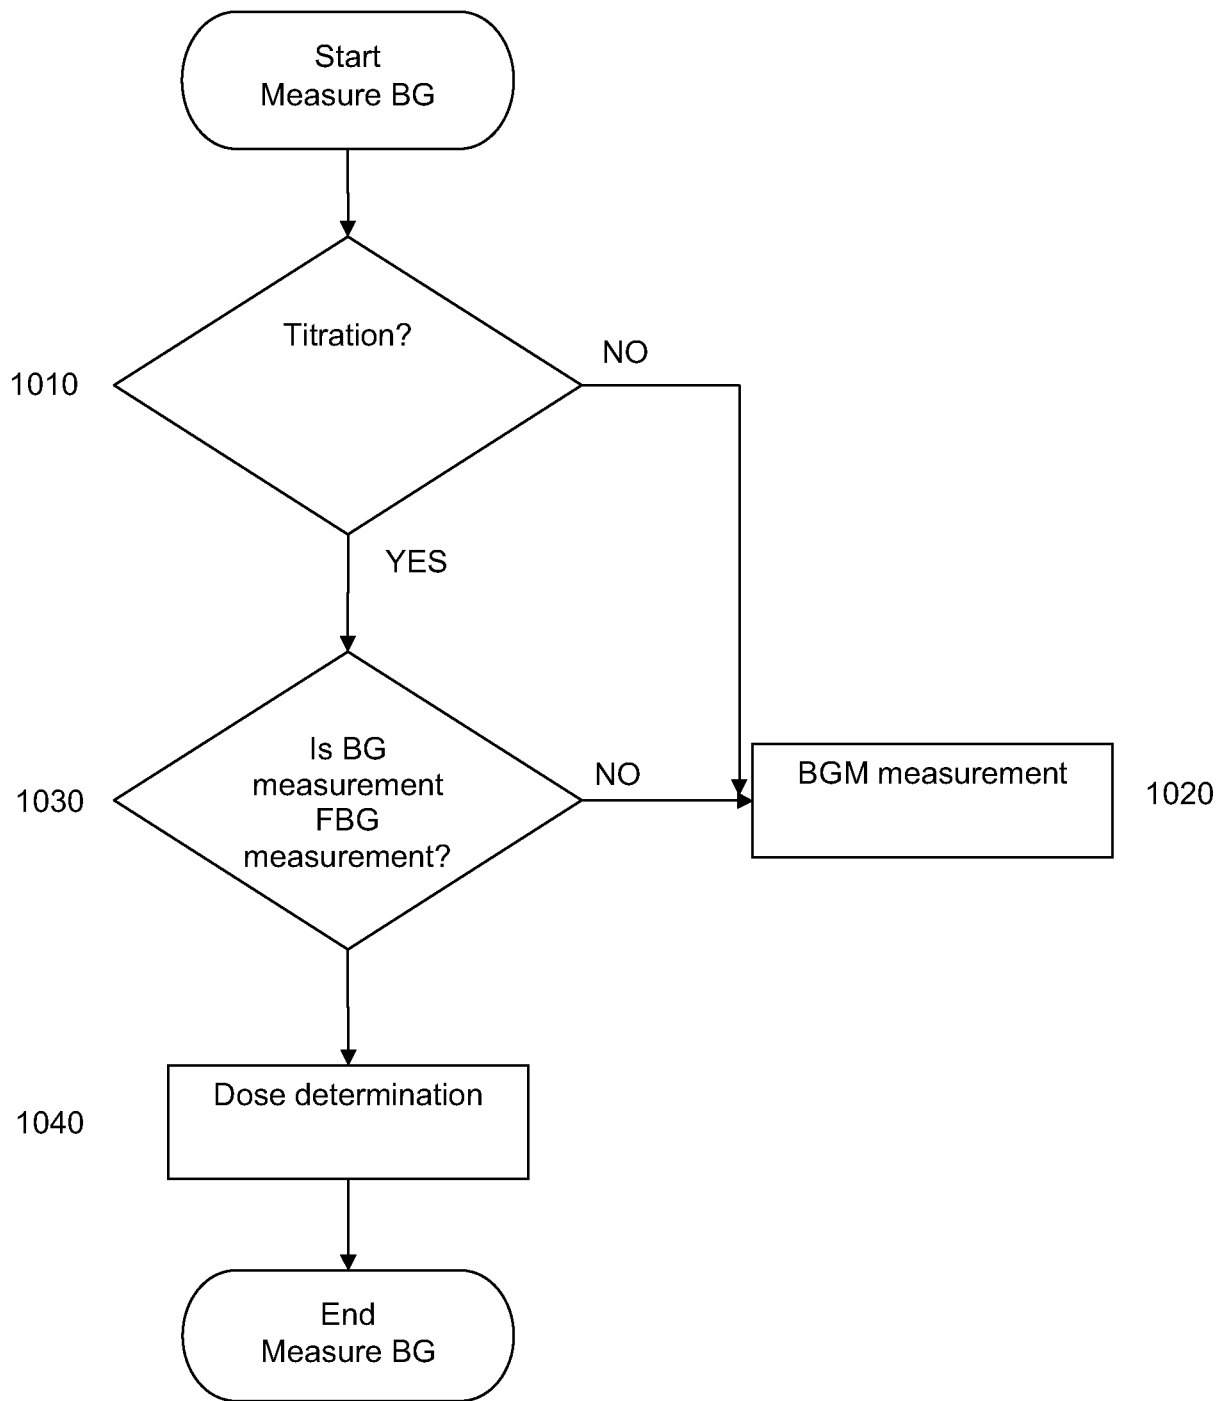 Start
Measure BG
Titration?
NO
1010
YES
Is BG
measurement
FBG
measurement?
NO
1030
BGM measurement
1020
Dose determination
1040
End
Measure BG